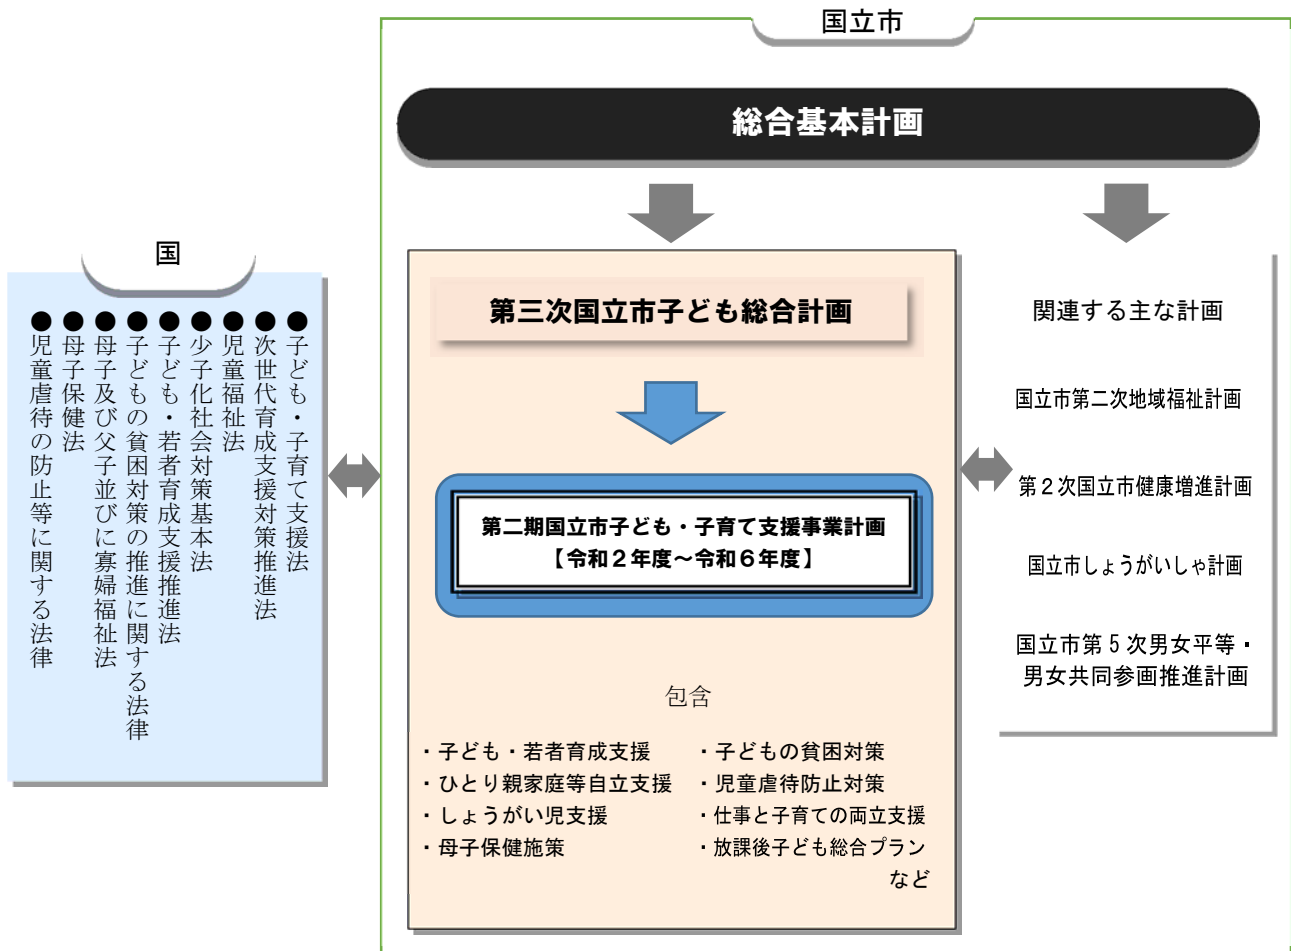 国立市
総合基本計画
国
●子ども・子育て支援法
●次世代育成支援対策推進法
●児童福祉法
●少子化社会対策基本法
●子ども・若者育成支援推進法
●子どもの貧困対策の推進に関する法律
●母子及び父子並びに寡婦福祉法
●母子保健法
●児童虐待の防止等に関する法律
第三次国立市子ども総合計画
第二期国立市子ども・子育て支援事業計画
【令和２年度～令和６年度】
包含
・子ども・若者育成支援
・ひとり親家庭等自立支援
・しょうがい児支援
・母子保健施策
・子どもの貧困対策
・児童虐待防止対策
・仕事と子育ての両立支援
・放課後子ども総合プラン
など
関連する主な計画
国立市第二次地域福祉計画
第２次国立市健康増進計画
国立市しょうがいしゃ計画
国立市第５次男女平等・
男女共同参画推進計画